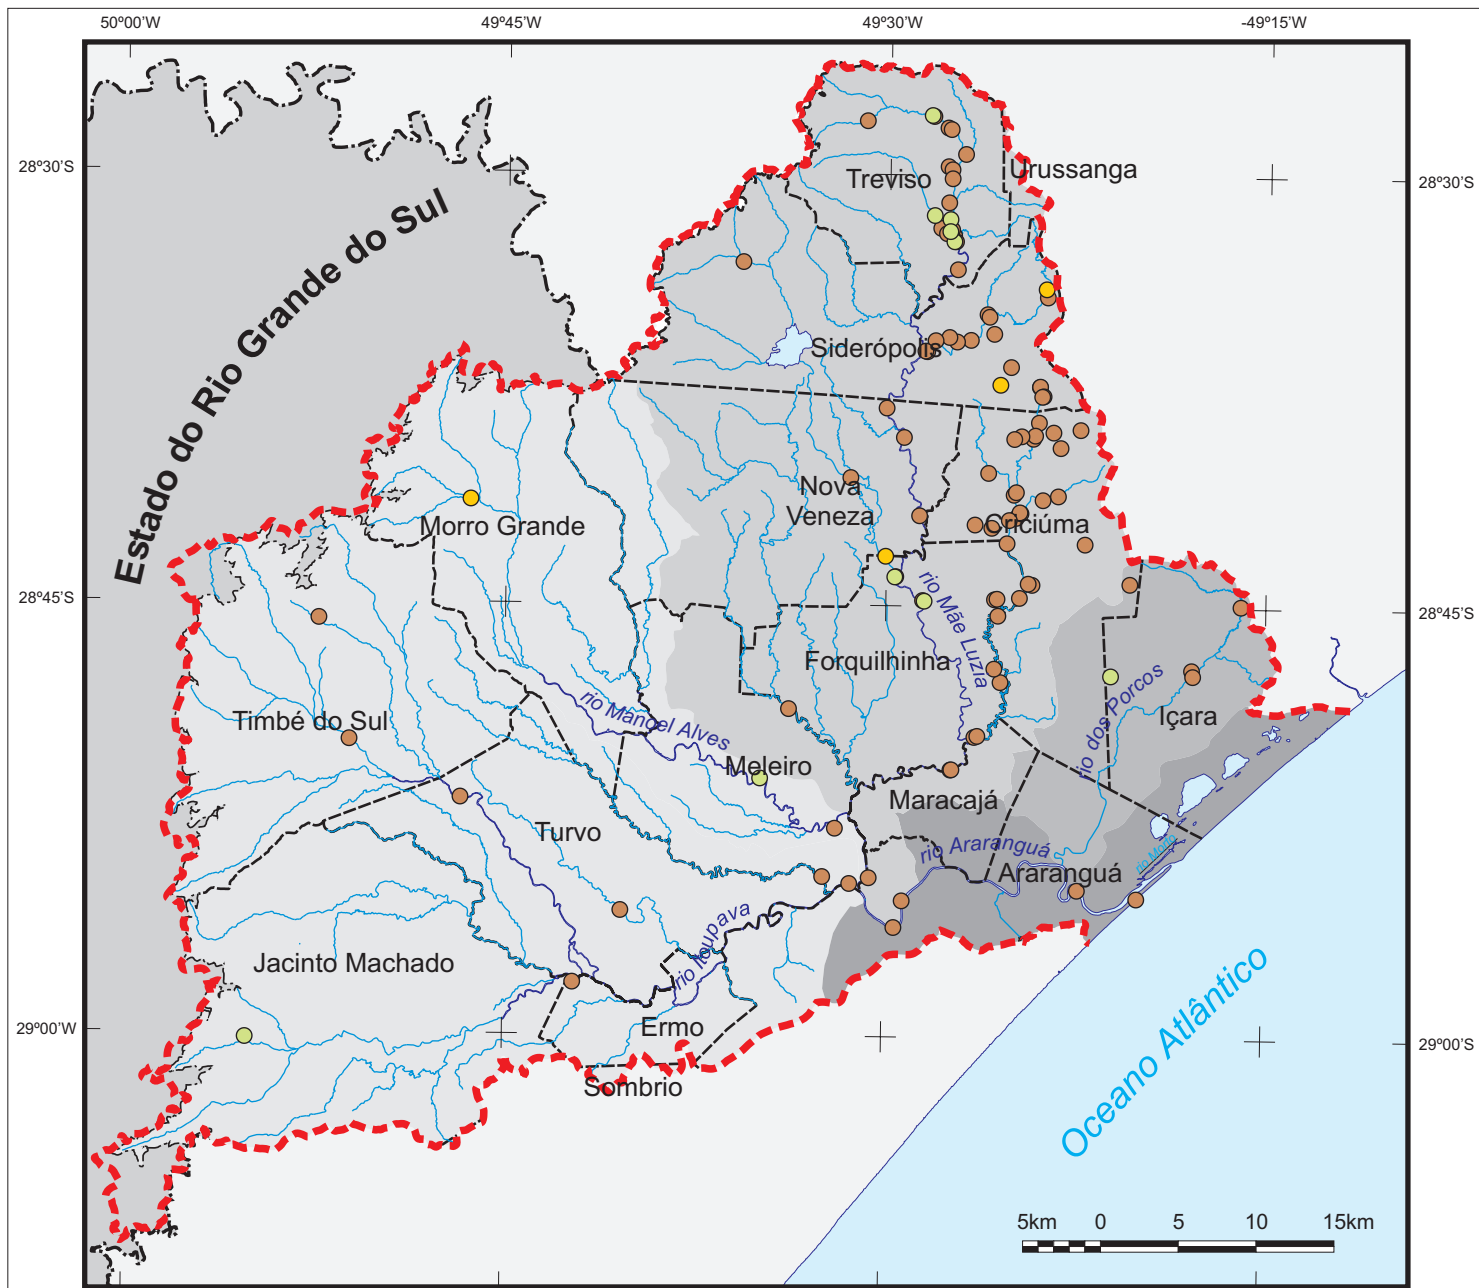 50°00'W
49°45'W
49°30'W
-49°15'W
28°30'S
28°30'S
Treviso
Urussanga
Estado do Rio Grande do Sul
Siderópolis
Nova
Veneza
Morro Grande
Criciúma
28°45'S
28°45'S
rio Mãe Luzia
Forquilhinha
Timbé do Sul
rio Manoel Alves
rio dos Porcos
Içara
Meleiro
Maracajá
Turvo
rio Araranguá
rio Morro
Araranguá
rio Itoupava
Jacinto Machado
Oceano Atlântico
Ermo
29°00'W
29°00'S
Sombrio
5km 0 5 10 15km